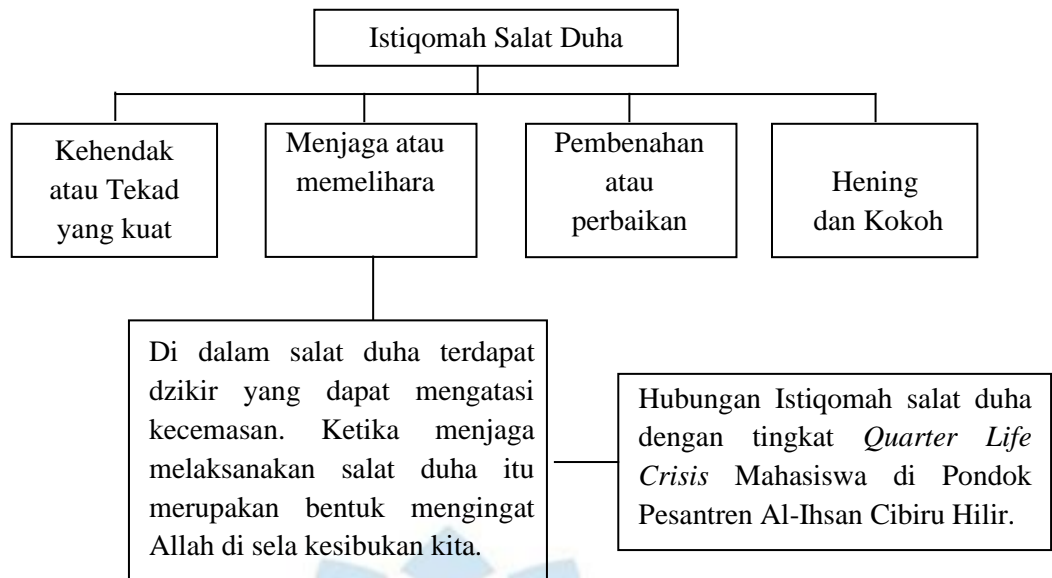 Istiqomah Salat Duha
Kehendak
atau Tekad
yang kuat
Menjaga atau
memelihara
Pembenahan
atau
perbaikan
Hening
dan Kokoh
Di dalam salat duha terdapat
dzikir yang dapat mengatasi
kecemasan. Ketika menjaga
melaksanakan salat duha itu
merupakan bentuk mengingat
Allah di sela kesibukan kita.
Hubungan Istiqomah salat duha
dengan tingkat Quarter Life
Crisis Mahasiswa di Pondok
Pesantren Al-Ihsan Cibiru Hilir.